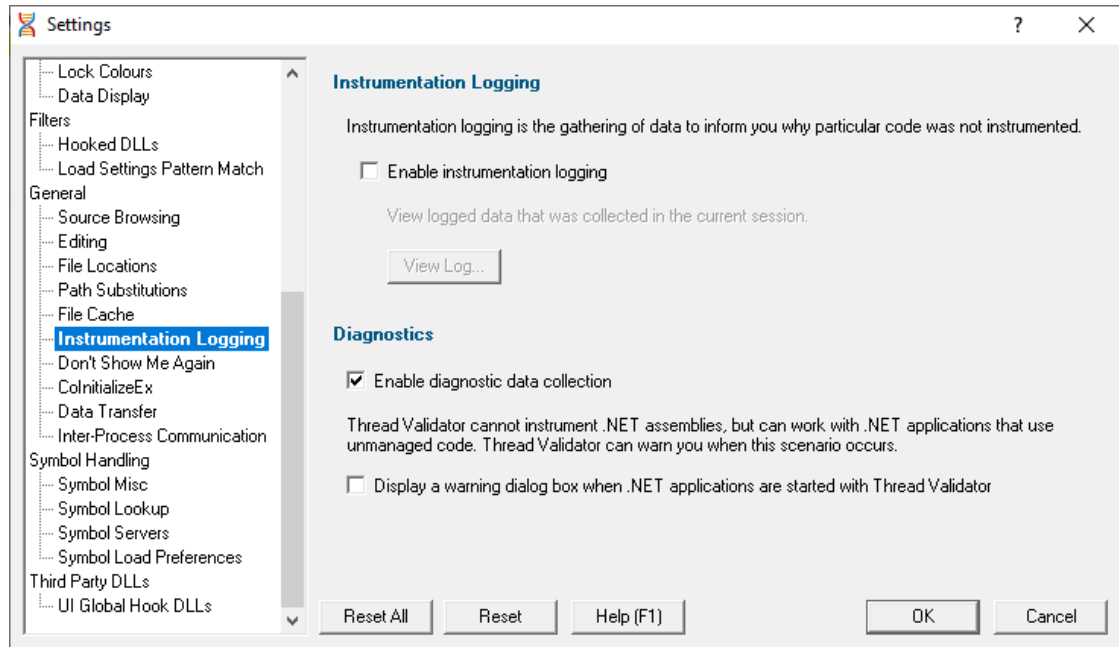 Settings
?
Lock Colours
Data Display
Filters
Hooked DLLs
Load Settings Pattern Match
General
Source Browsing
Editing
File Locations
Path Substitutions
File Cache
Instrumentation Logging
Don't Show Me Again
CoInitializeEx
Data Transfer
Inter-Process Communication
Symbol Handling
Symbol Misc
Symbol Lookup
Symbol Servers
Symbol Load Preferences
Third Party DLLs
UI Global Hook DLLs
Instrumentation Logging
Instrumentation logging is the gathering of data to inform you why particular code was not instrumented.
Enable instrumentation logging
View logged data that was collected in the current session.
View Log...
Diagnostics
Enable diagnostic data collection
Thread Validator cannot instrument .NET assemblies, but can work with .NET applications that use
unmanaged code. Thread Validator can warn you when this scenario occurs.
Display a warning dialog box when .NET applications are started with Thread Validator
Reset All
Reset
Help (F1)
OK
Cancel